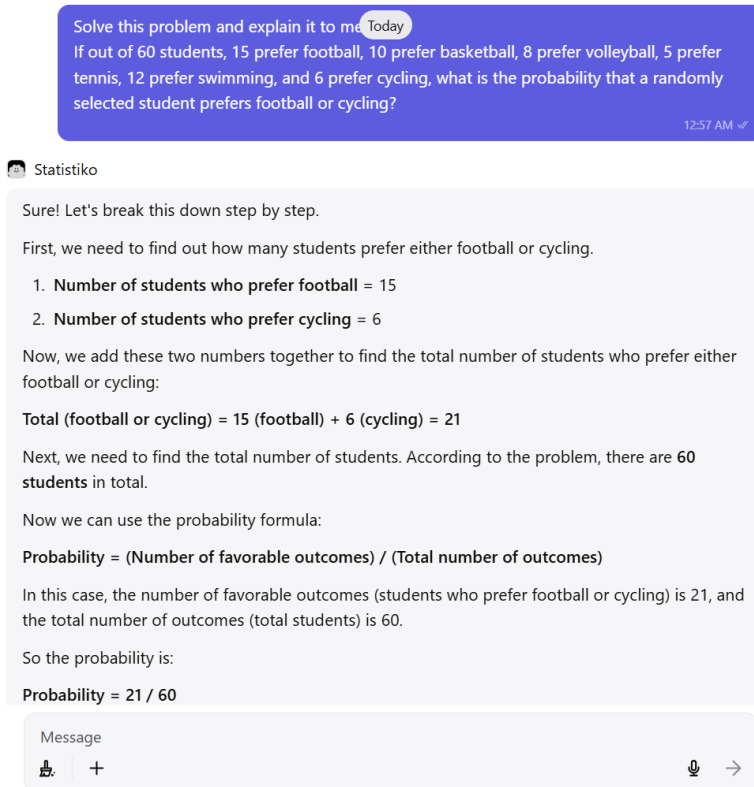 Solve this problem and explain it to me
Today
If out of 60 students, 15 prefer football, 10 prefer basketball, 8 prefer volleyball, 5 prefer
tennis, 12 prefer swimming, and 6 prefer cycling, what is the probability that a randomly
selected student prefers football or cycling?
12:57 AM
Statistiko
Sure! Let's break this down step by step.
First, we need to find out how many students prefer either football or cycling.
1. Number of students who prefer football = 15
2. Number of students who prefer cycling = 6
Now, we add these two numbers together to find the total number of students who prefer either
football or cycling:
Total (football or cycling) = 15 (football) + 6 (cycling) = 21
Next, we need to find the total number of students. According to the problem, there are 60
students in total.
Now we can use the probability formula:
Probability = (Number of favorable outcomes) / (Total number of outcomes)
In this case, the number of favorable outcomes (students who prefer football or cycling) is 21, and
the total number of outcomes (total students) is 60.
So the probability is:
Probability = 21 / 60
Message